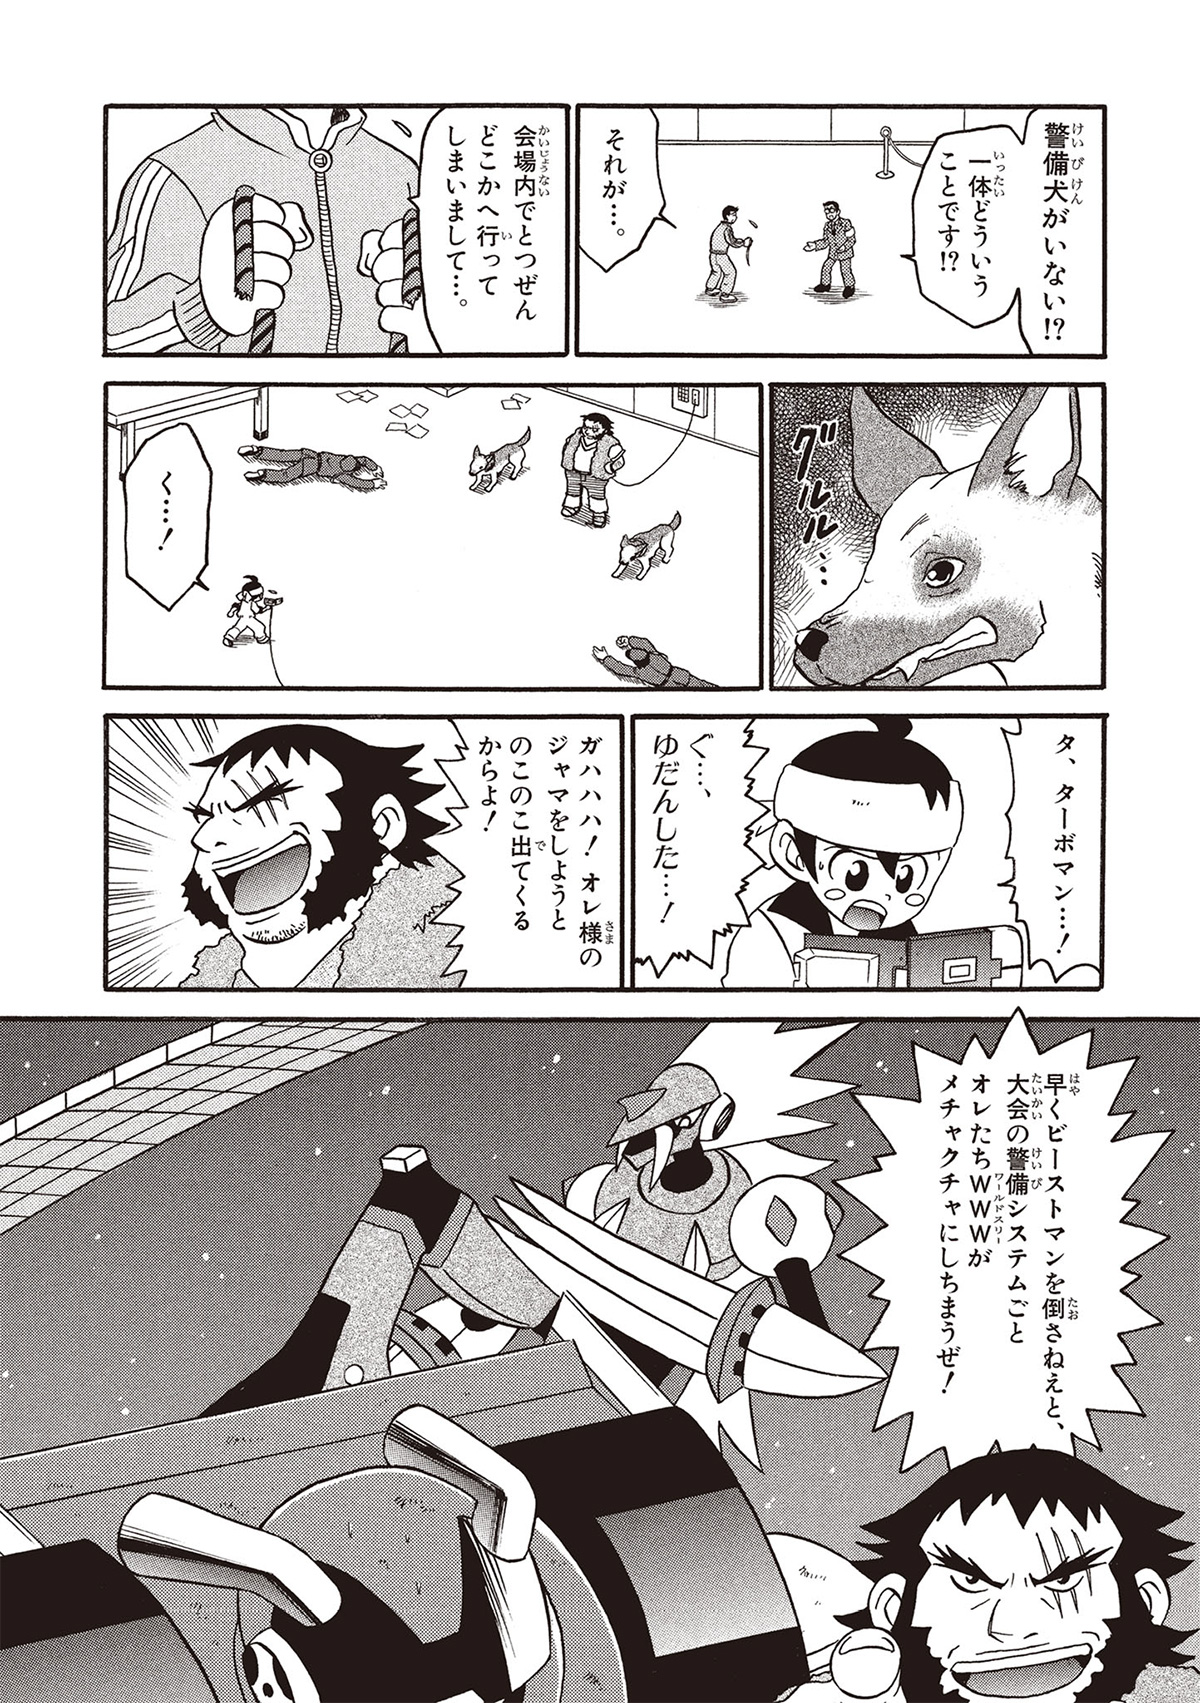 警備犬がいない!?
一体どういう
ことです!?
それが…。
会場内でとつぜん
どこかへ行って
しまいまして…。
グルルル…
く…！
タ、ターボマン…！
ぐ…、
ゆだんした…！
ガハハハ！オレ様の
ジャマをしようと
のこのこ出てくる
からよ！
早くビーストマンを倒さねえと、
大会の警備システムごと
オレたちWWWが
メチャクチャにしちまうぜ！